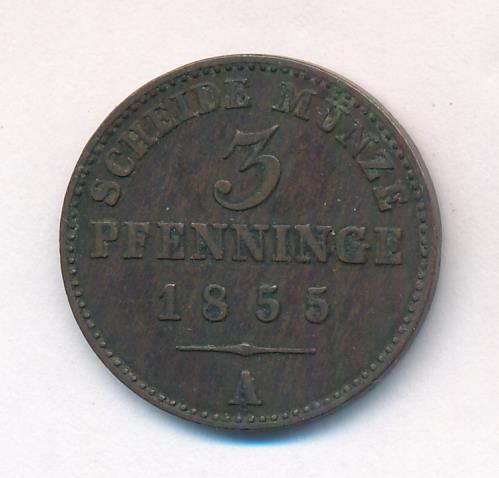 SCHEIDE MÜNZE
3
PFENNINGE
1855
A